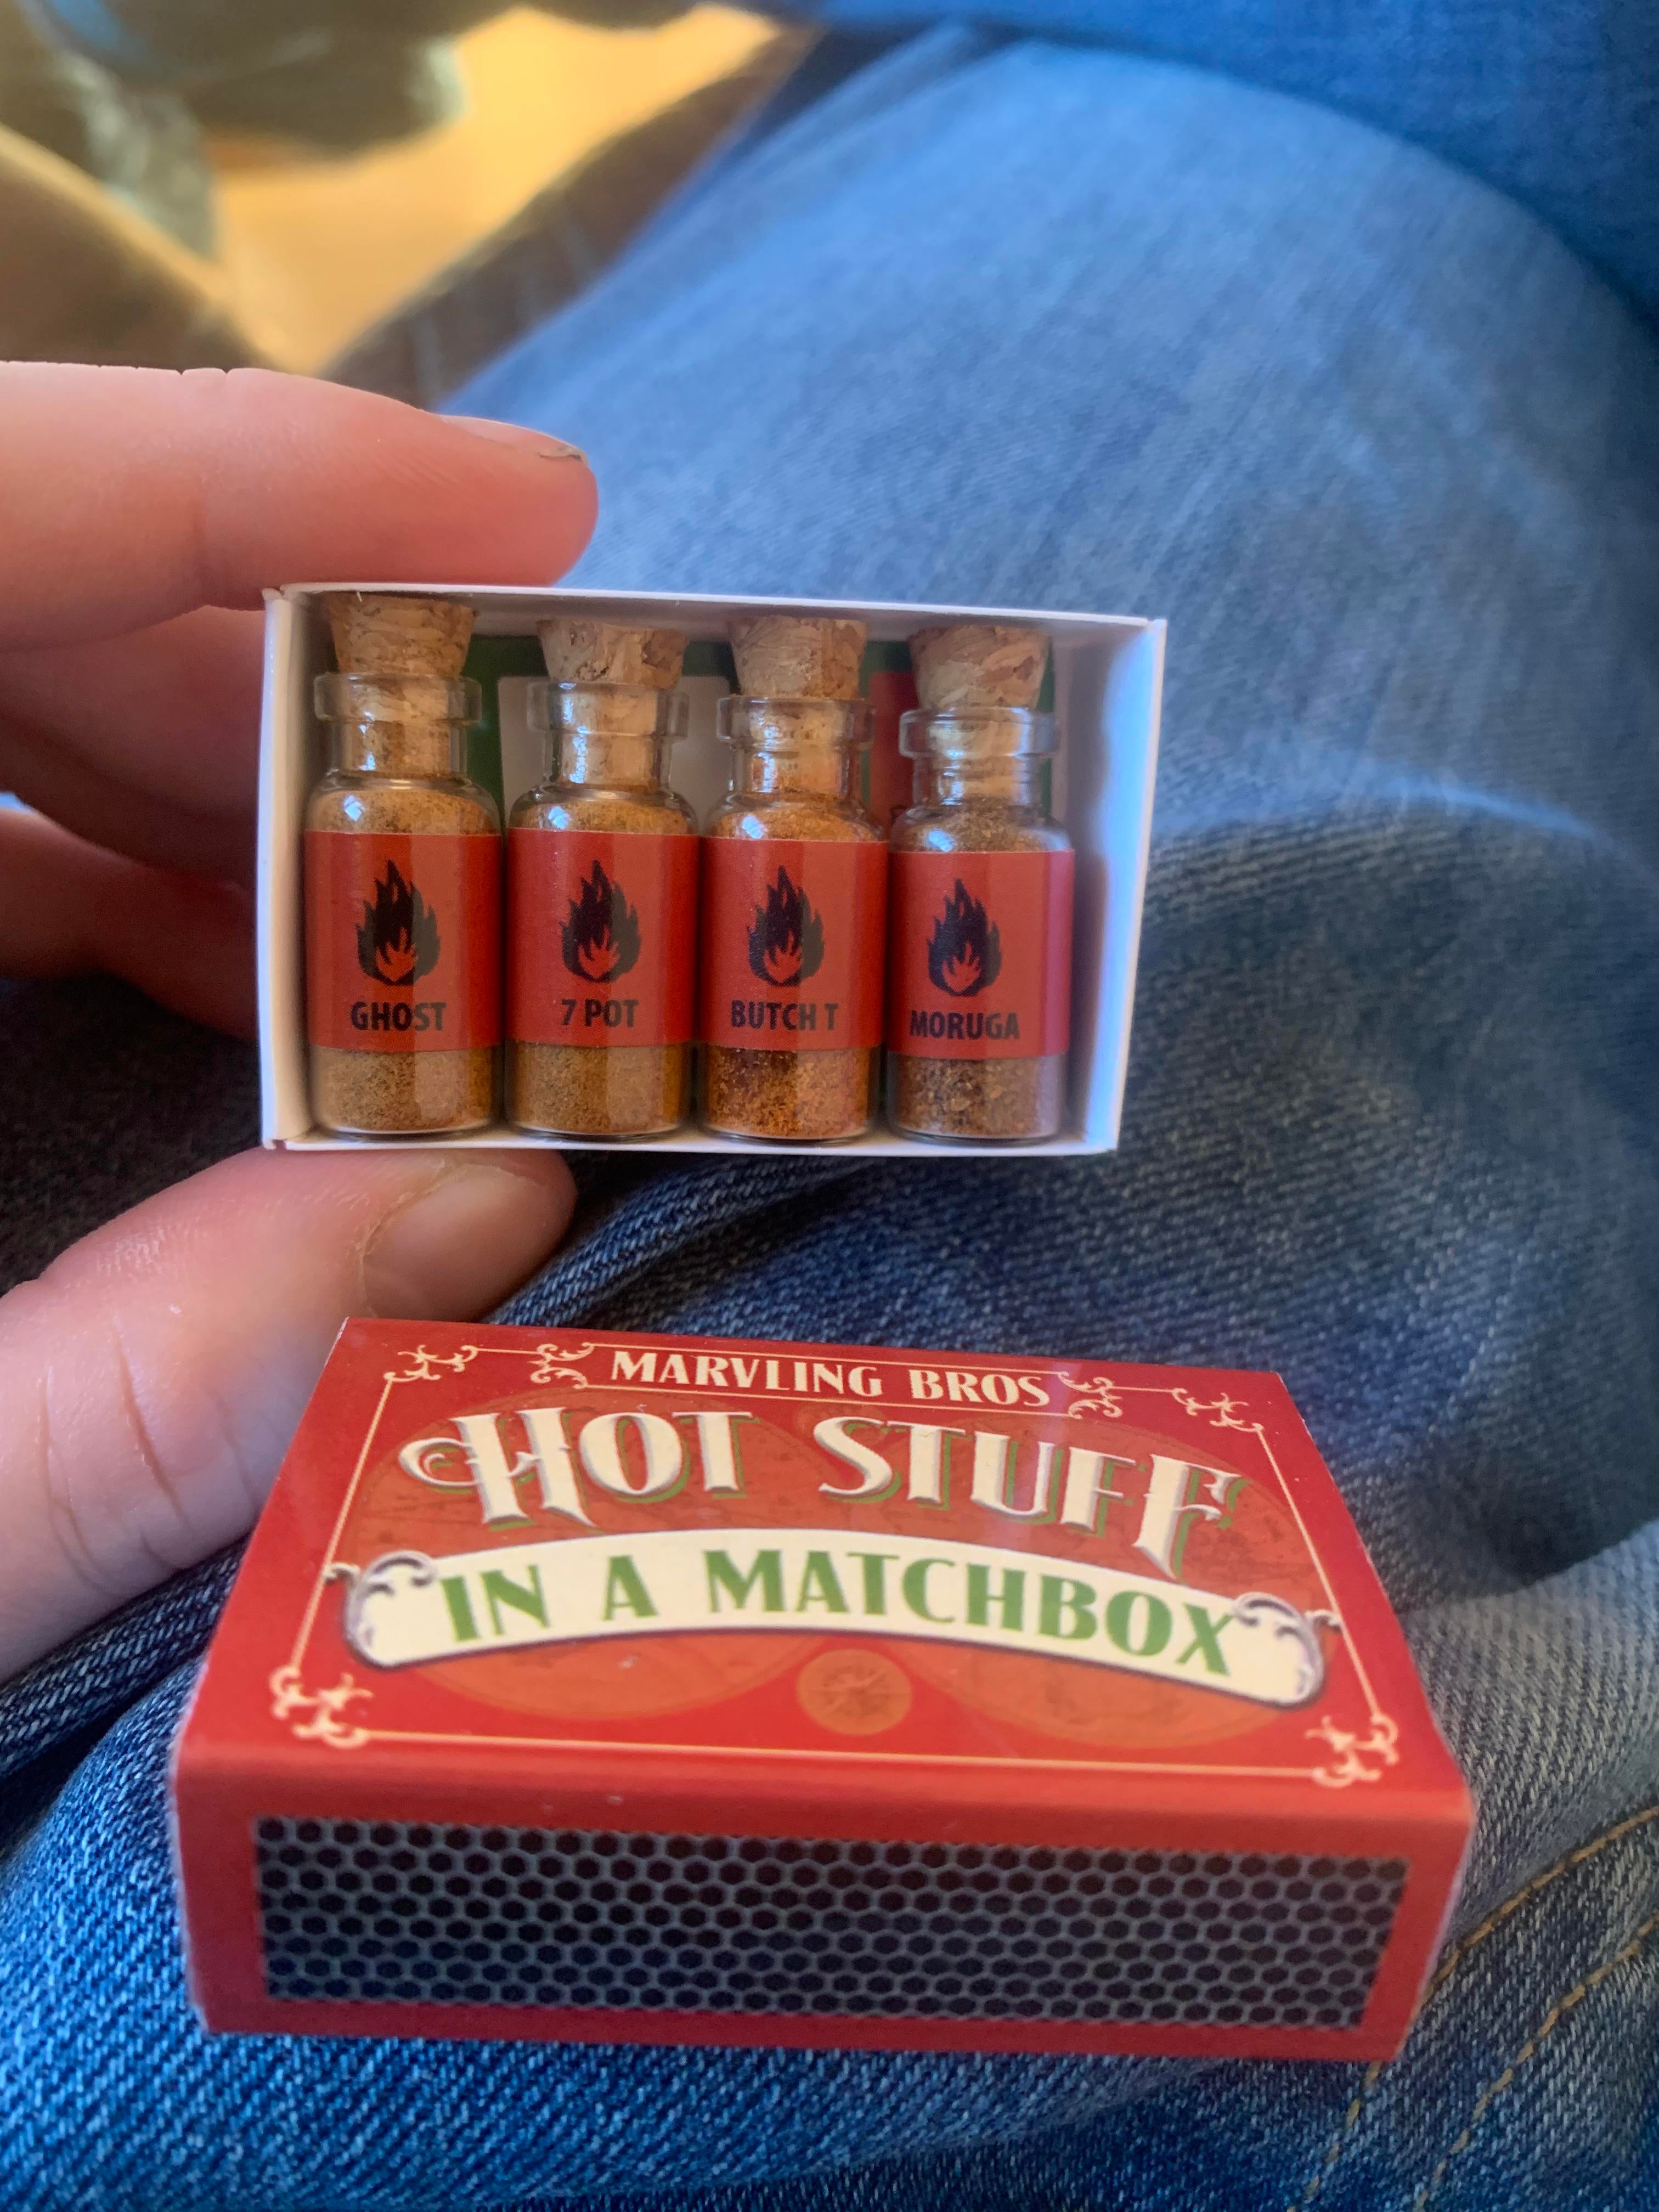 GHOST
7 POT
BUTCH T
MORUGA
MARVLING BROS
HOT STUFF
IN A MATCHBOX